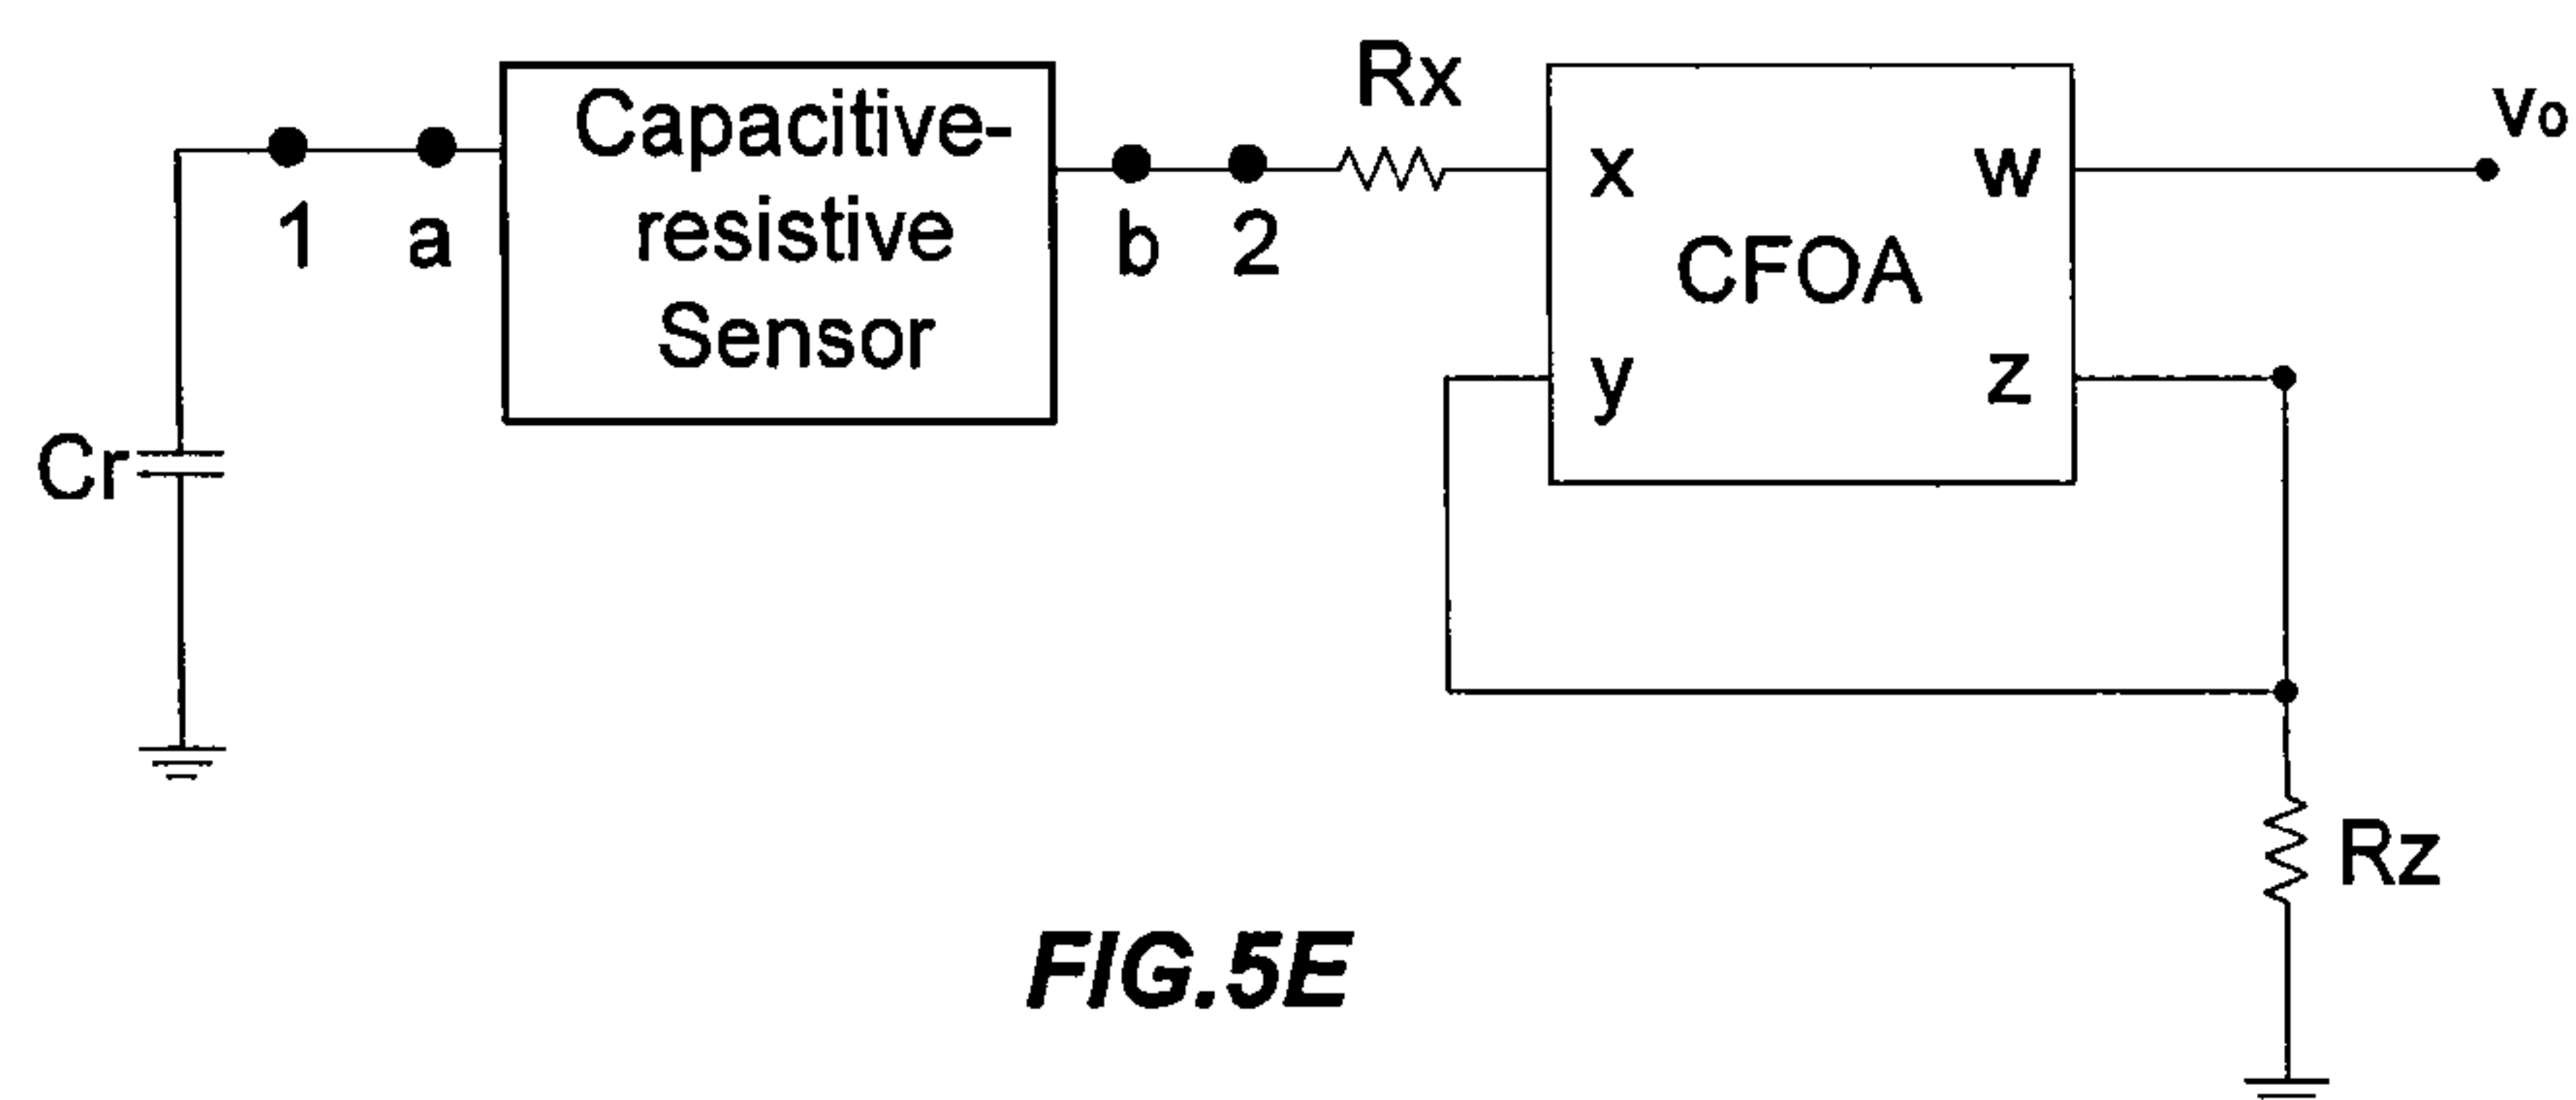 Capacitive-
resistive
Sensor
1
a
b
2
Rx
x
y
CFOA
w
z
vo
Cr
Rz
FIG.5E